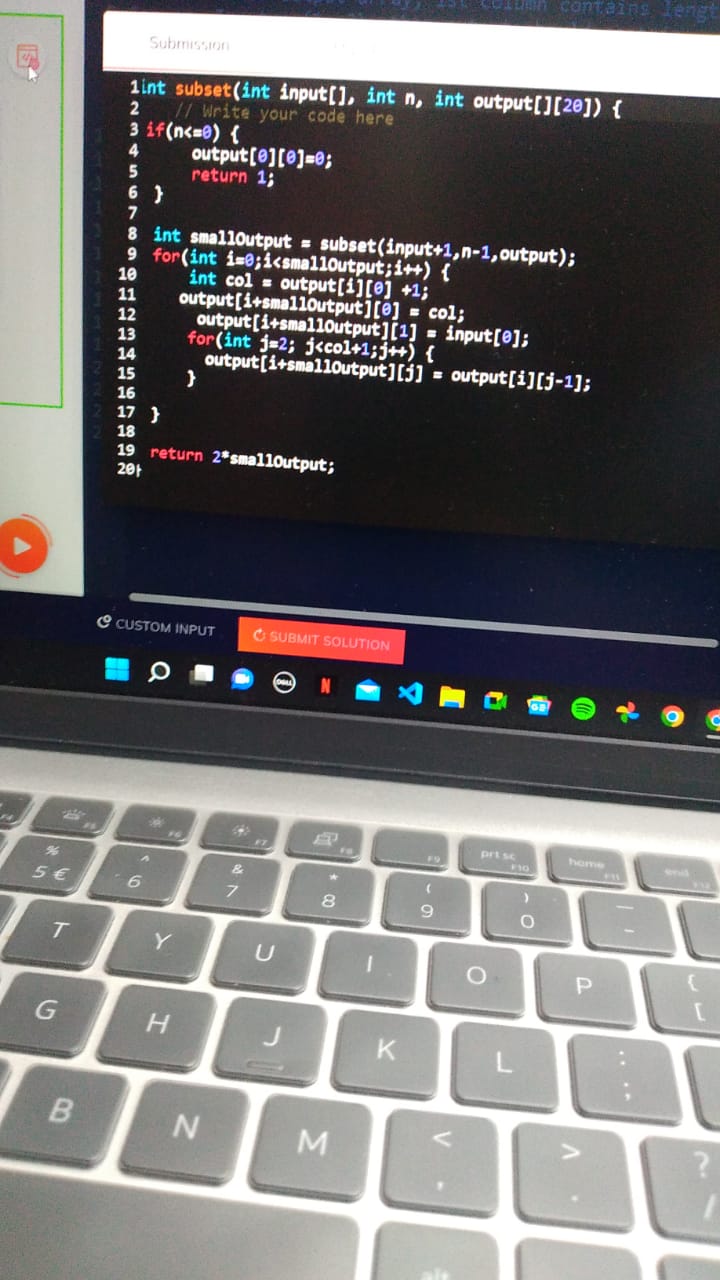 array, 1st column contains lengt
Submission
1int subset(int input[], int n, int output[][20]) {
2 // Write your code here
3 if(n<=0) {
4 output[0][0]=0;
5 return 1;
6 }
7
8 int smallOutput = subset(input+1,n-1,output);
9 for(int i=0;i<smallOutput;i++) {
10 int col = output[i][0] +1;
11 output[i+smallOutput][0] = col;
12 output[i+smallOutput][1] = input[0];
13 for(int j=2; j<col+1;j++) {
14 output[i+smallOutput][j] = output[i][j-1];
15 }
16
17 }
18
19 return 2*smallOutput;
20}
CUSTOM INPUT
SUBMIT SOLUTION
DELL
N
F4 F5 F6 F7 F8 F9 prt sc F10 home F11 end F12
% 5 € ^ 6 & 7 * 8 ( 9 ) 0 — -
T Y U I O P { [
G H J K L : ;
B N M < , > . ? /
alt